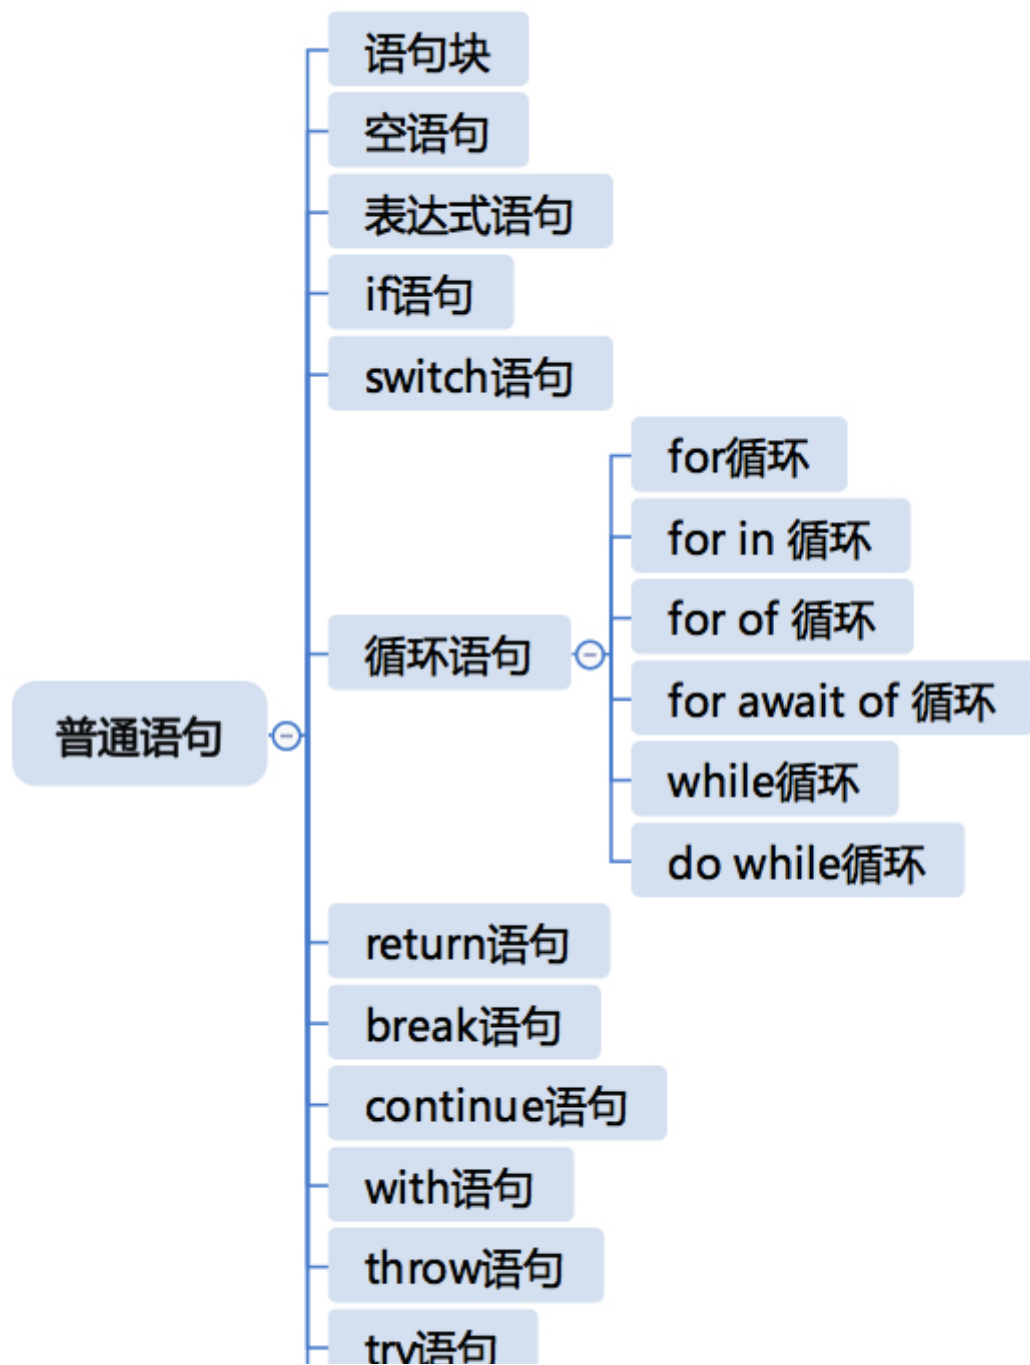 语句块
空语句
表达式语句
if语句
switch语句
for循环
for in 循环
for of 循环
循环语句
for await of 循环
普通语句
while循环
do while循环
return语句
break语句
continue语句
with语句
throw语句
try语句